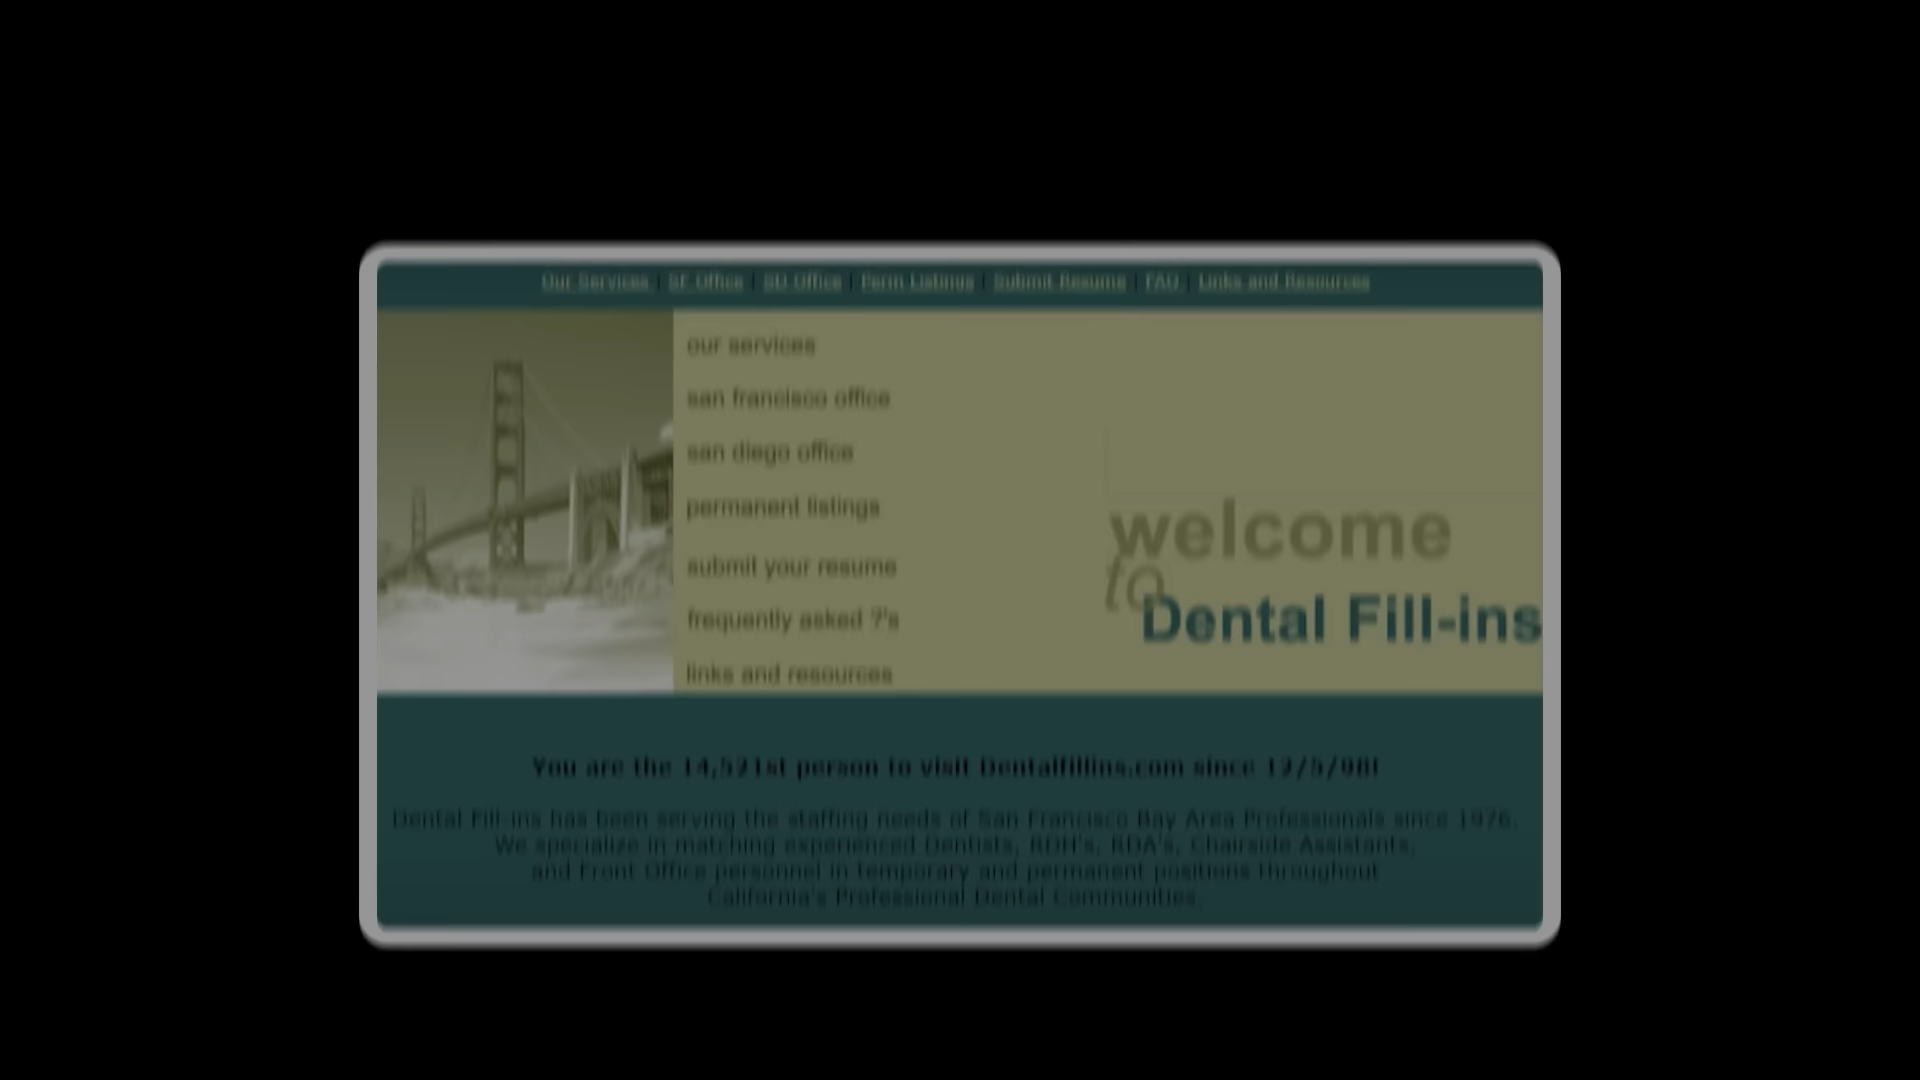 Our Services | SF Office | SD Office | Perm Listings | Submit Resume | FAQ | Links and Resources
our services
san francisco office
san diego office
permanent listings
submit your resume
frequently asked ?'s
links and resources
welcome
to
Dental Fill-ins
You are the 14,521st person to visit Dentalfillins.com since 12/5/98!
Dental Fill-ins has been serving the staffing needs of San Francisco Bay Area Professionals since 1976.
We specialize in matching experienced Dentists, RDH's, RDA's, Chairside Assistants,
and Front Office personnel in temporary and permanent positions throughout
California's Professional Dental Communities.